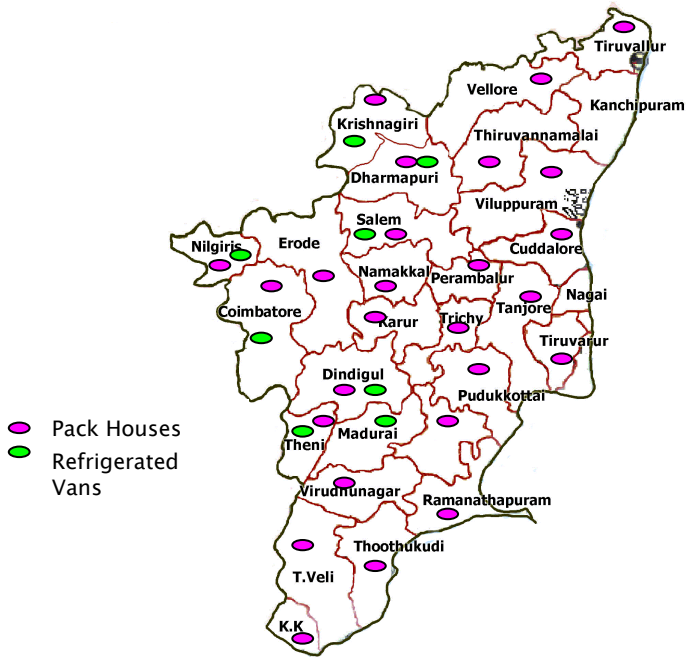 Tiruvallur
Vellore
Kanchipuram
Krishnagiri
Thiruvannamalai
Dharmapuri
Viluppuram
Salem
Nilgiris
Erode
Cuddalore
Namakkal
Perambalur
Nagai
Coimbatore
Tanjore
Karur
Trichy
Tiruvarur
Dindigul
Pudukkottai
Pack Houses
Madurai
Theni
Refrigerated
Vans
Virudhunagar
Ramanathapuram
Thoothukudi
T.Veli
K.K